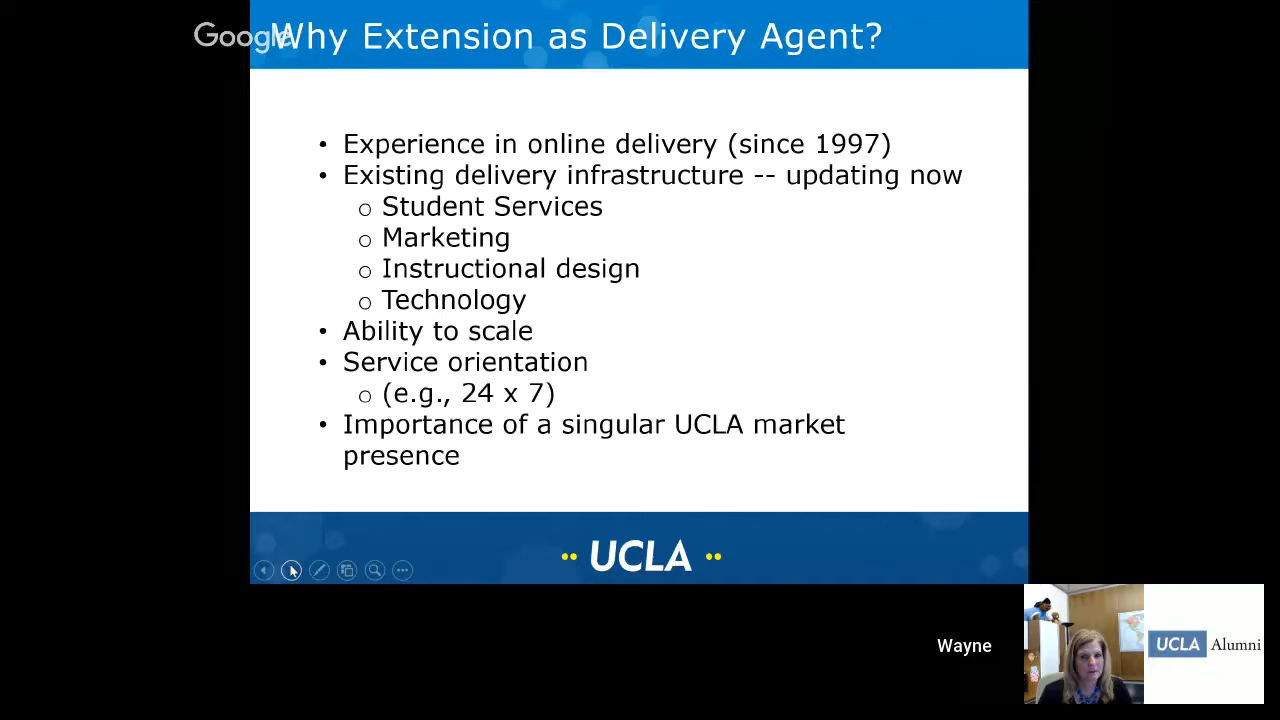 Google
Why Extension as Delivery Agent?
• Experience in online delivery (since 1997)
• Existing delivery infrastructure -- updating now
o Student Services
o Marketing
o Instructional design
o Technology
• Ability to scale
• Service orientation
o (e.g., 24 x 7)
• Importance of a singular UCLA market
presence
•• UCLA ••
Wayne
UCLA Alumni